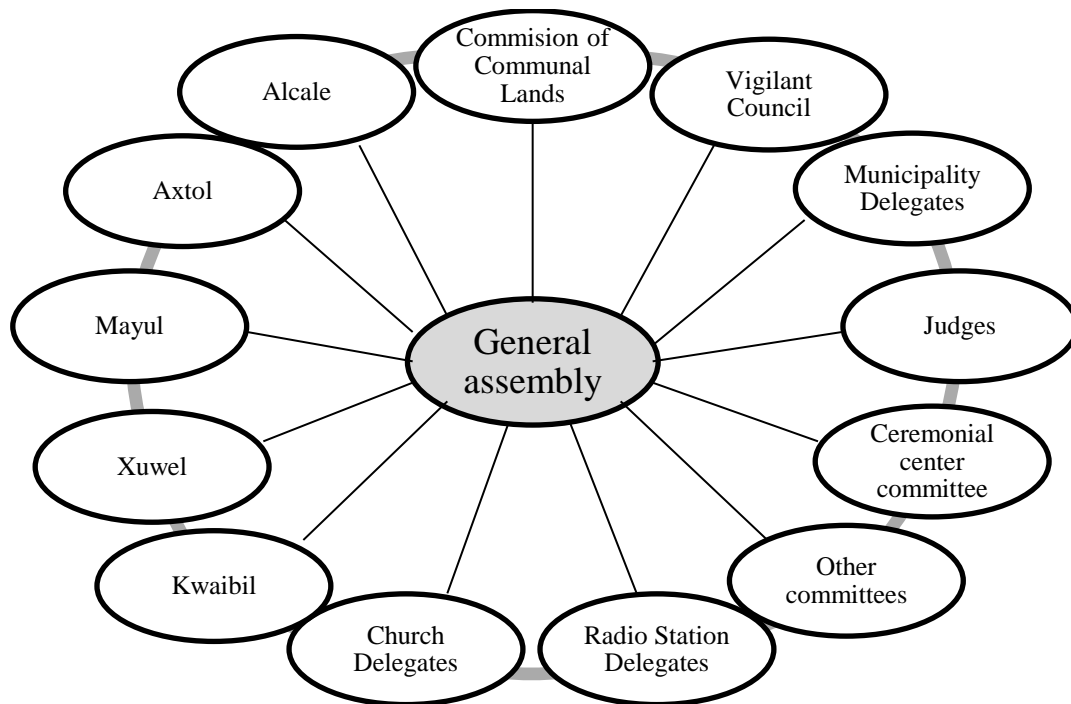 Commision of
Communal
Lands
Vigilant
Council
Municipality
Delegates
Judges
Ceremonial
center
committee
Other
committees
Radio Station
Delegates
Church
Delegates
Kwaibil
Xuwel
Mayul
Axtol
Alcale
General
assembly